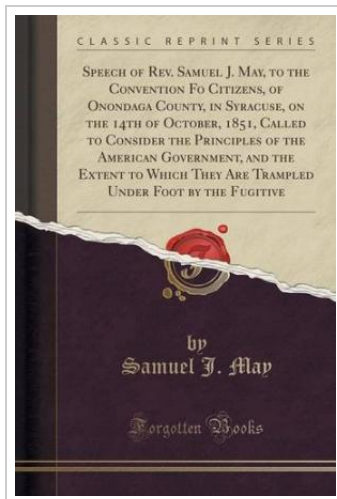 CLASSIC REPRINT SERIES
SPEECH OF REV. SAMUEL J. MAY, TO THE
CONVENTION FO CITIZENS, OF
ONONDAGA COUNTY, IN SYRACUSE, ON
THE 14TH OF OCTOBER, 1851, CALLED
TO CONSIDER THE PRINCIPLES OF THE
AMERICAN GOVERNMENT, AND THE
EXTENT TO WHICH THEY ARE TRAMPLED
UNDER FOOT BY THE FUGITIVE
F
by
Samuel J. May
Forgotten Books